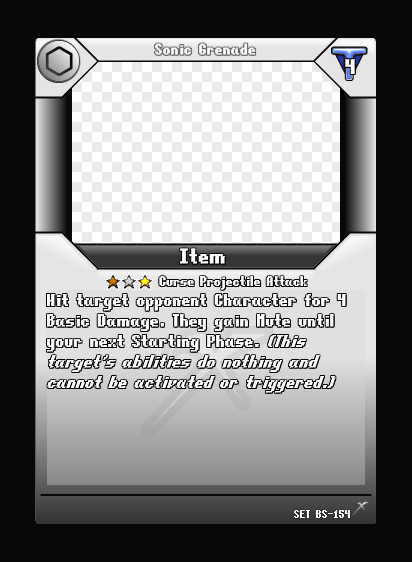 Sonic Grenade
4
Item
Curse Projectile Attack
Hit target opponent Character for 4
Basic Damage. They gain Mute until
your next Starting Phase. (This
target's abilities do nothing and
cannot be activated or triggered.)
SET BS-154